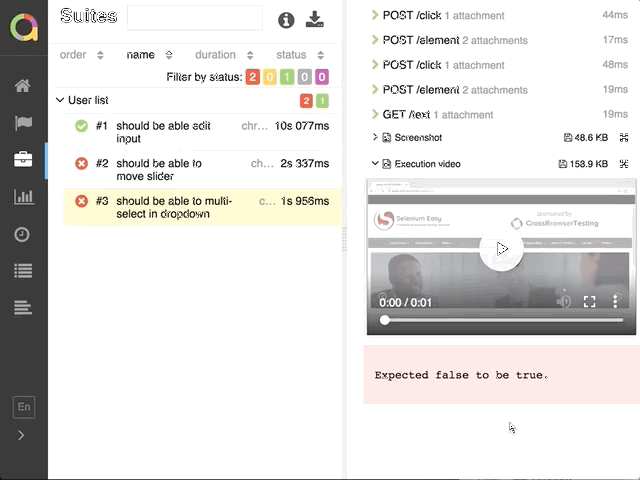 Suites
order name duration status
Filter by status: 2 0 1 0 0
User list 2 1
#1 should be able edit input chr... 10s 077ms
#2 should be able to move slider ch... 2s 337ms
#3 should be able to multi-select in dropdown c... 1s 956ms
En
POST /click 1 attachment 44ms
POST /element 2 attachments 17ms
POST /click 1 attachment 48ms
POST /element 2 attachments 19ms
GET /text 1 attachment 19ms
Screenshot 48.6 KB
Execution video 158.9 KB
Selenium Easy
sponsored by
CrossBrowserTesting
0:00 / 0:01
Expected false to be true.